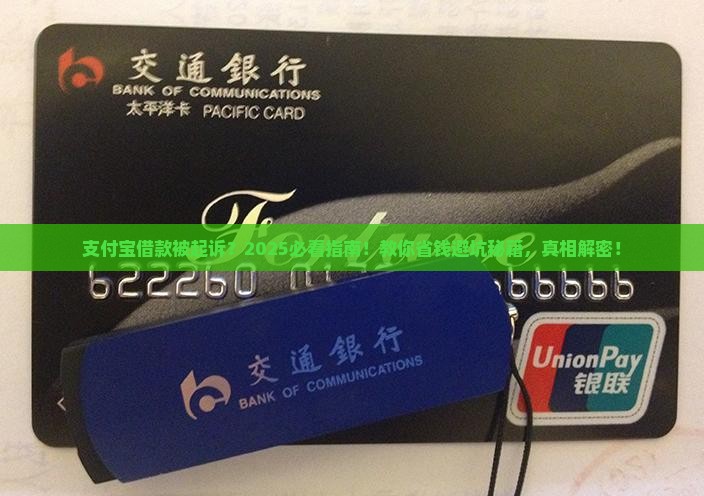 交通銀行
BANK OF COMMUNICATIONS
太平洋卡 PACIFIC CARD
Fortune
支付宝借款被起诉？2025必看指南！教你省钱避坑秘籍，真相解密！
622260
66666
UnionPay
银联
交通銀行
BANK OF COMMUNICATIONS